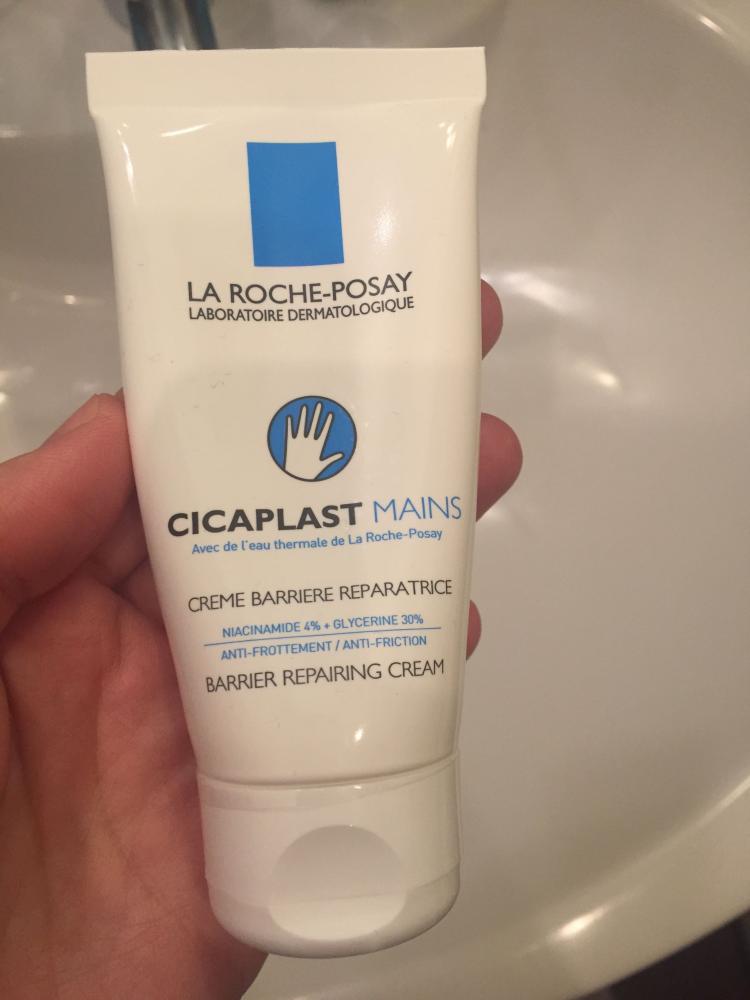 LA ROCHE-POSAY
LABORATOIRE DERMATOLOGIQUE
CICAPLAST MAINS
Avec de l'eau thermale de La Roche-Posay
CREME BARRIERE REPARATRICE
NIACINAMIDE 4% + GLYCERINE 30%
ANTI-FROTTEMENT / ANTI-FRICTION
BARRIER REPAIRING CREAM